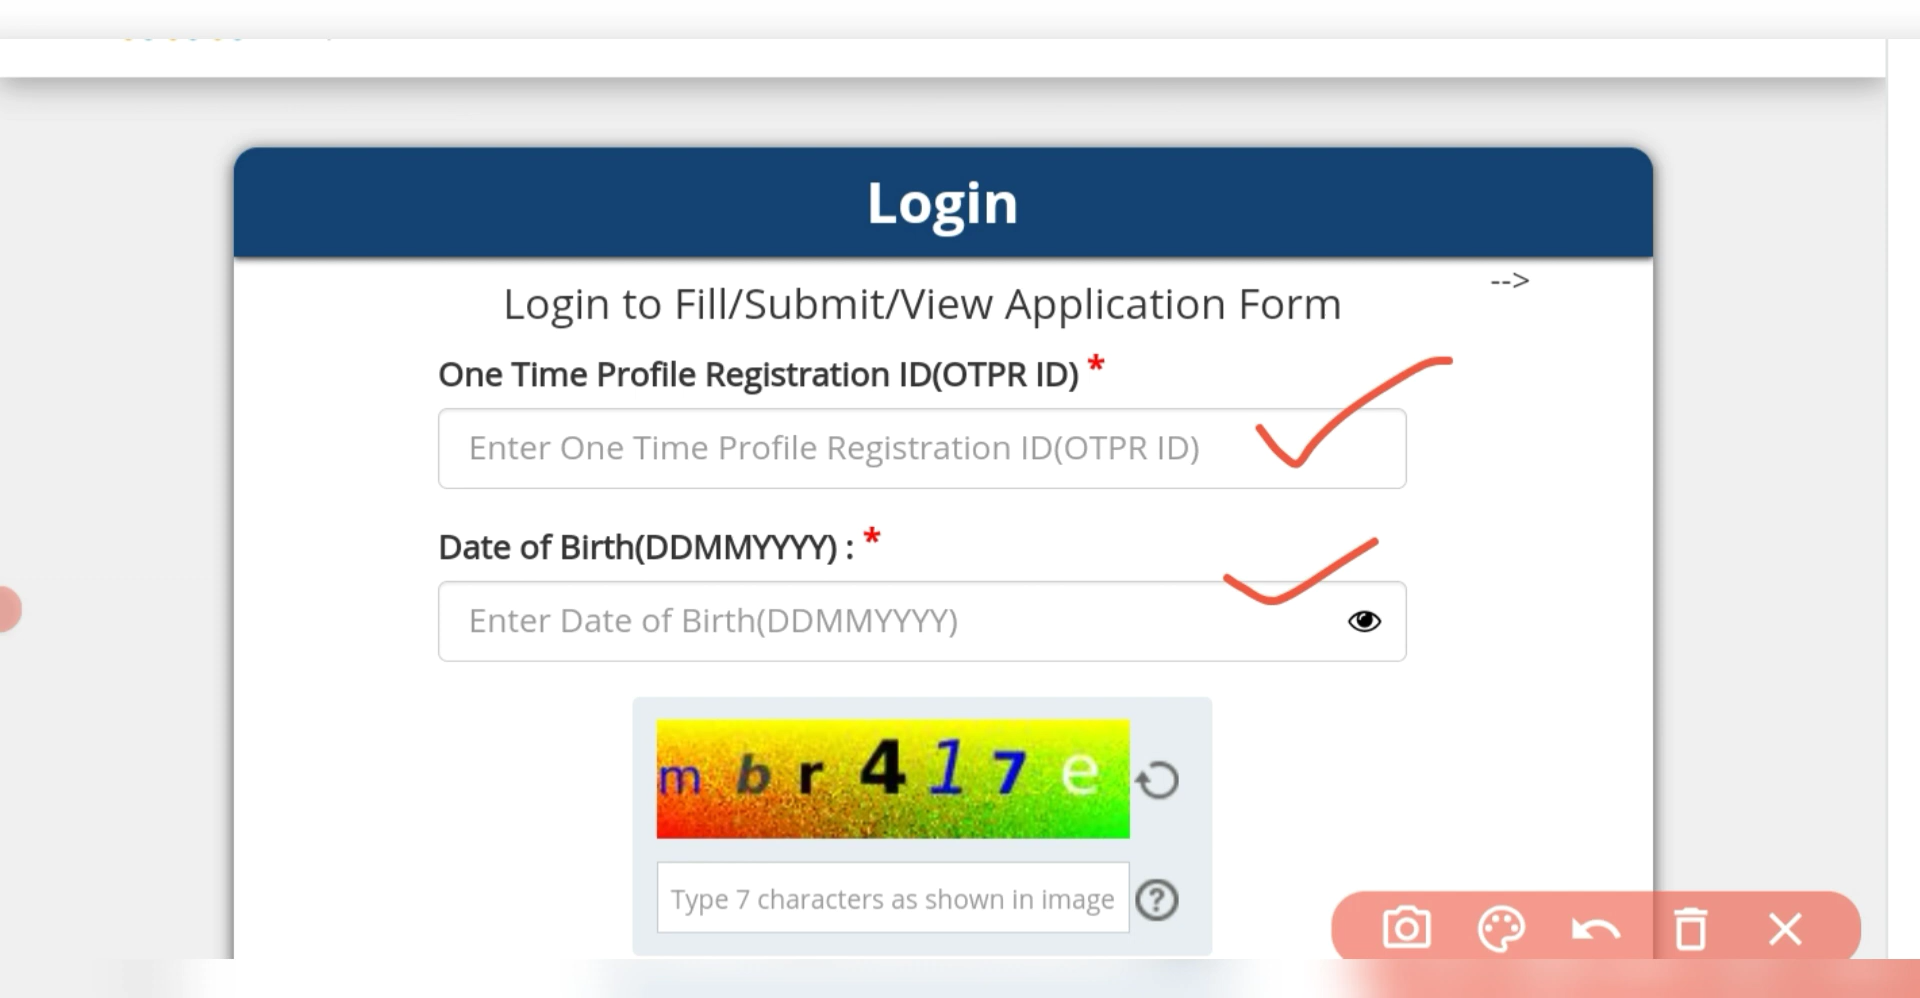 Login
-->
Login to Fill/Submit/View Application Form
One Time Profile Registration ID(OTPR ID) *
Enter One Time Profile Registration ID(OTPR ID)
Date of Birth(DDMMYYYY) : *
Enter Date of Birth(DDMMYYYY)
m b r 4 1 7 e
Type 7 characters as shown in image